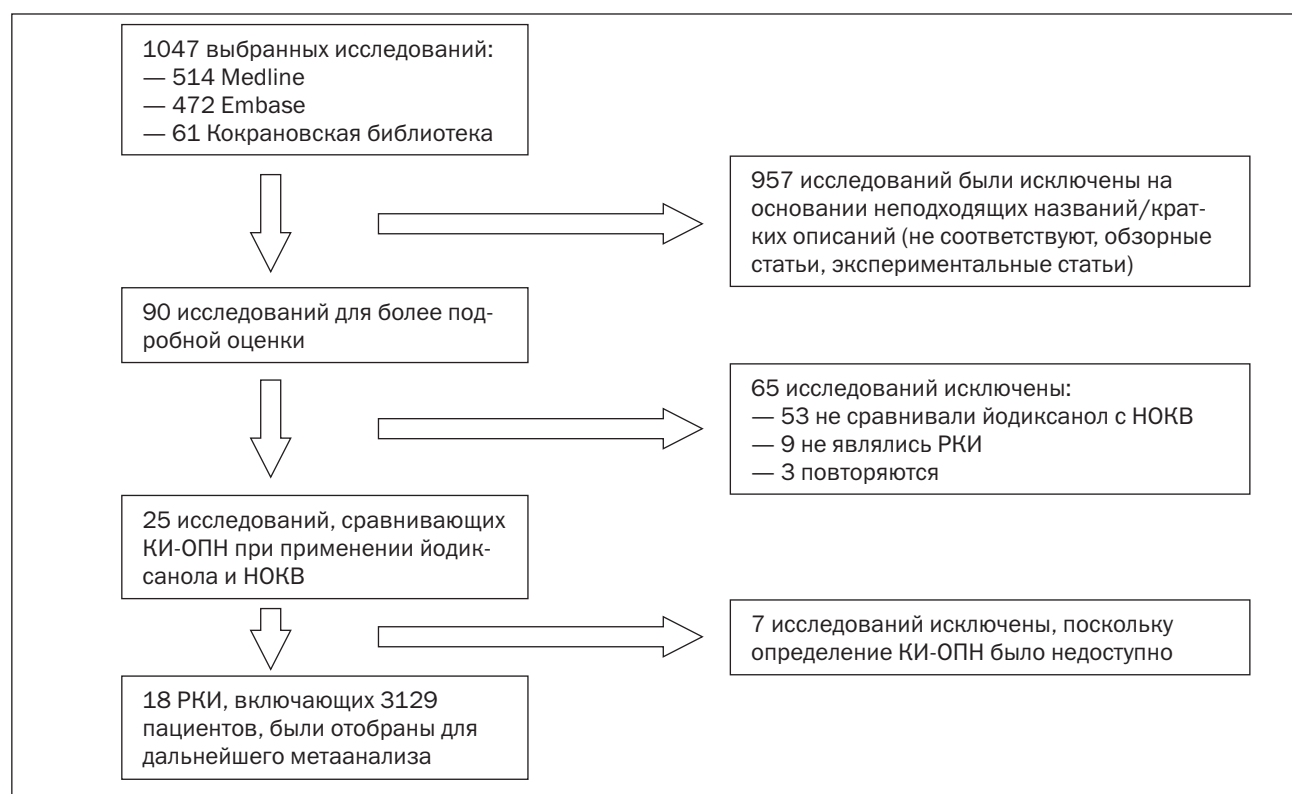 1047 выбранных исследований:
— 514 Medline
— 472 Embase
— 61 Кокрановская библиотека
957 исследований были исключены на
основании неподходящих названий/крат-
ких описаний (не соответствуют, обзорные
статьи, экспериментальные статьи)
90 исследований для более под-
робной оценки
65 исследований исключены:
— 53 не сравнивали йодиксанол с НОКВ
— 9 не являлись РКИ
— 3 повторяются
25 исследований, сравнивающих
КИ-ОПН при применении йодик-
санола и НОКВ
7 исследований исключены, поскольку
определение КИ-ОПН было недоступно
18 РКИ, включающих 3129
пациентов, были отобраны для
дальнейшего метаанализа